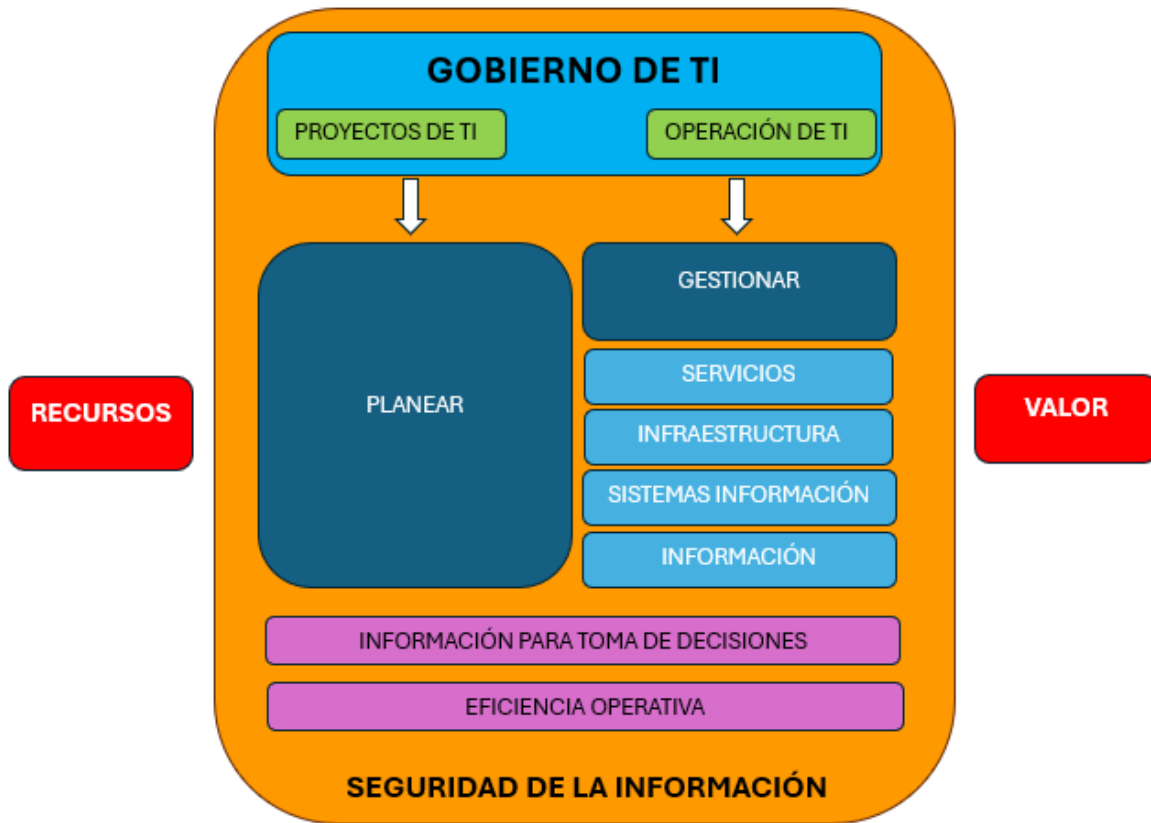 GOBIERNO DE TI
PROYECTOS DE TI
OPERACIÓN DE TI
GESTIONAR
PLANEAR
SERVICIOS
INFRAESTRUCTURA
SISTEMAS INFORMACIÓN
INFORMACIÓN
RECURSOS
VALOR
INFORMACIÓN PARA TOMA DE DECISIONES
EFICIENCIA OPERATIVA
SEGURIDAD DE LA INFORMACIÓN